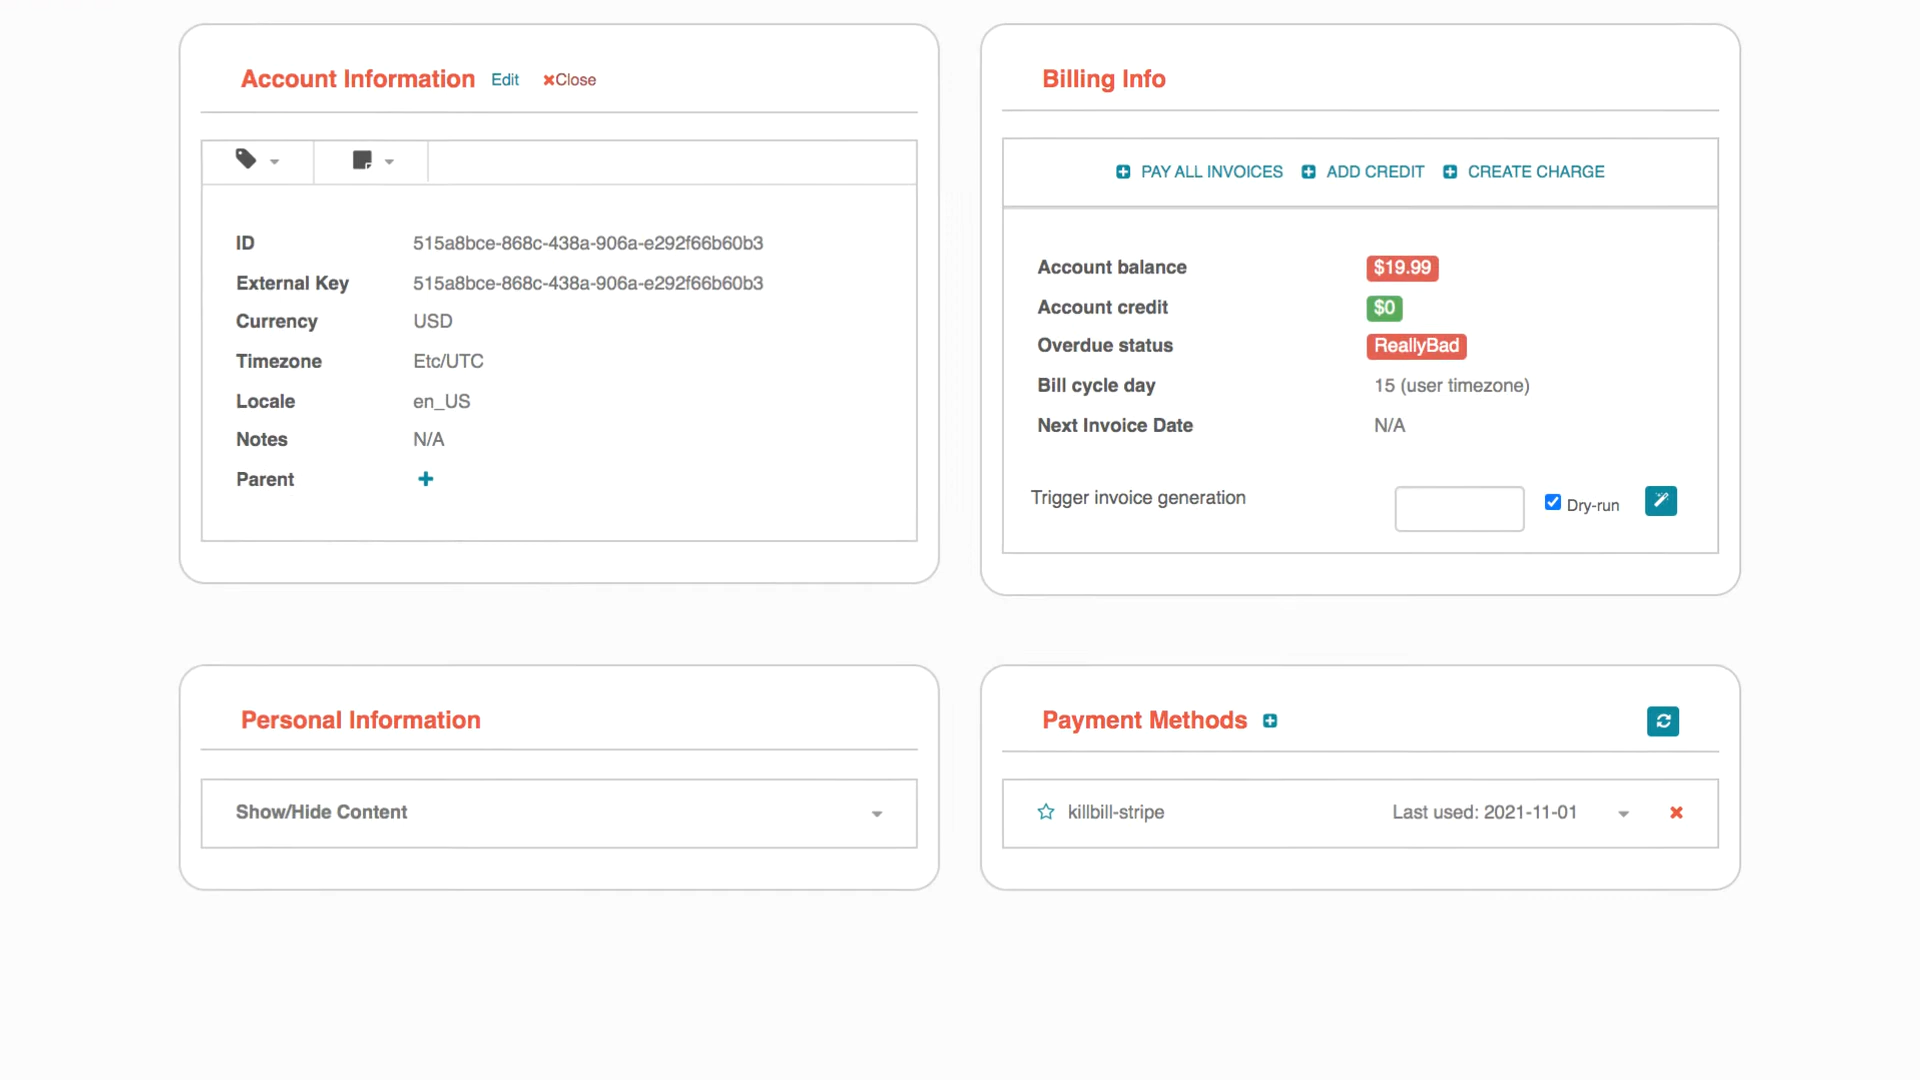 Account Information Edit ✖Close
ID 515a8bce-868c-438a-906a-e292f66b60b3
External Key 515a8bce-868c-438a-906a-e292f66b60b3
Currency USD
Timezone Etc/UTC
Locale en_US
Notes N/A
Parent +
Billing Info
PAY ALL INVOICES ADD CREDIT CREATE CHARGE
Account balance $19.99
Account credit $0
Overdue status ReallyBad
Bill cycle day 15 (user timezone)
Next Invoice Date N/A
Trigger invoice generation Dry-run
Personal Information
Show/Hide Content
Payment Methods
killbill-stripe Last used: 2021-11-01